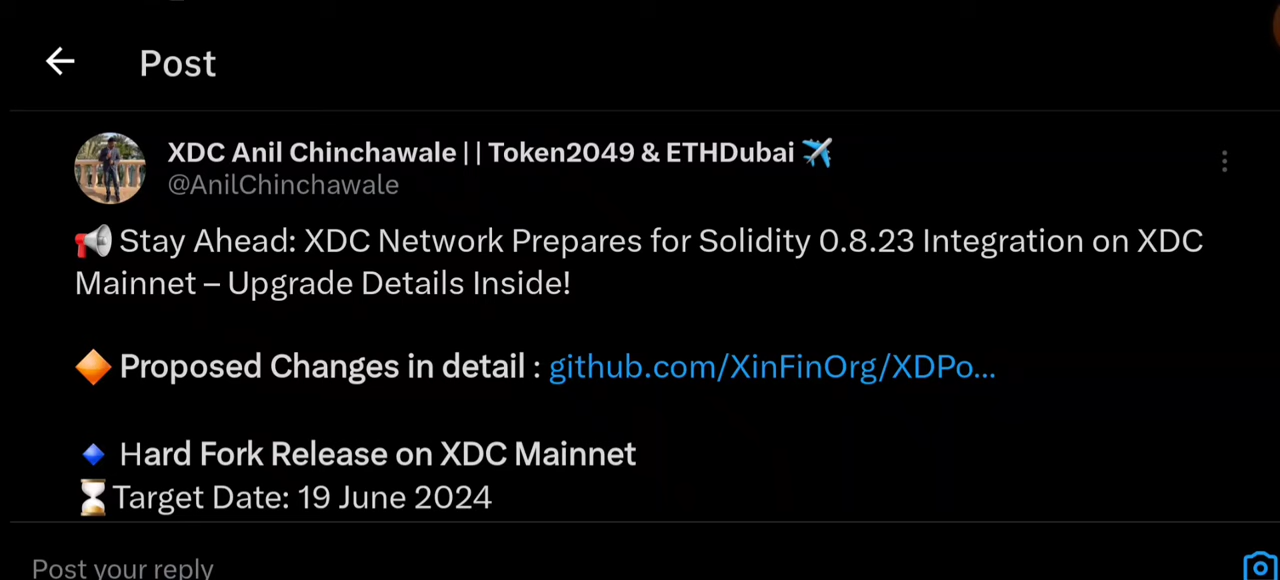 Post
XDC Anil Chinchawale || Token2049 & ETHDubai ✈️
@AnilChinchawale
📢 Stay Ahead: XDC Network Prepares for Solidity 0.8.23 Integration on XDC
Mainnet – Upgrade Details Inside!
🔶 Proposed Changes in detail : github.com/XinFinOrg/XDPo...
🔹 Hard Fork Release on XDC Mainnet
⏳Target Date: 19 June 2024
Post your reply